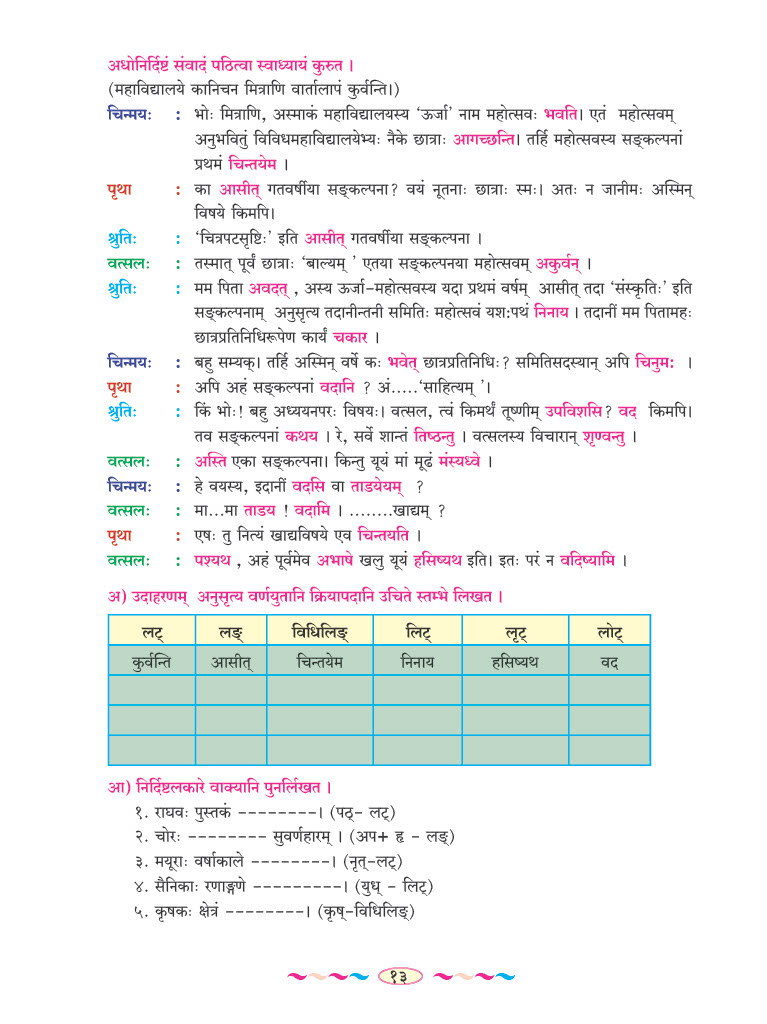 अधोनिर्दिष्टं संवादं पठित्वा स्वाध्यायं कुरुत ।
(महाविद्यालये कानिचन मित्राणि वार्तालापं कुर्वन्ति।)
चिन्मयः : भोः मित्राणि, अस्माकं महाविद्यालयस्य ‘ऊर्जा’ नाम महोत्सवः भवति। एतं महोत्सवम्
अनुभवितुं विविधमहाविद्यालयेभ्यः नैके छात्राः आगच्छन्ति। तर्हि महोत्सवस्य सङ्कल्पनां
प्रथमं चिन्तयेम ।
पृथा : का आसीत् गतवर्षीया सङ्कल्पना? वयं नूतनाः छात्राः स्मः। अतः न जानीमः अस्मिन्
विषये किमपि।
श्रुतिः : ‘चित्रपटसृष्टिः’ इति आसीत् गतवर्षीया सङ्कल्पना ।
वत्सलः : तस्मात् पूर्वं छात्राः ‘बाल्यम् ’ एतया सङ्कल्पनया महोत्सवम् अकुर्वन् ।
श्रुतिः : मम पिता अवदत् , अस्य ऊर्जा-महोत्सवस्य यदा प्रथमं वर्षम् आसीत् तदा ‘संस्कृतिः’ इति
सङ्कल्पनाम् अनुसृत्य तदानीन्तनी समितिः महोत्सवं यश:पथं निनाय । तदानीं मम पितामहः
छात्रप्रतिनिधिरूपेण कार्यं चकार ।
चिन्मयः : बहु सम्यक्। तर्हि अस्मिन् वर्षे कः भवेत् छात्रप्रतिनिधिः? समितिसदस्यान् अपि चिनुम: ।
पृथा : अपि अहं सङ्कल्पनां वदानि ? अं.....‘साहित्यम् ’।
श्रुतिः : किं भोः! बहु अध्ययनपरः विषयः। वत्सल, त्वं किमर्थं तूष्णीम् उपविशसि? वद किमपि।
तव सङ्कल्पनां कथय । रे, सर्वे शान्तं तिष्ठन्तु । वत्सलस्य विचारान् शृण्वन्तु ।
वत्सलः : अस्ति एका सङ्कल्पना। किन्तु यूयं मां मूढं मंस्यध्वे ।
चिन्मयः : हे वयस्य, इदानीं वदसि वा ताडयेयम् ?
वत्सलः : मा...मा ताडय ! वदामि । ........खाद्यम् ?
पृथा : एषः तु नित्यं खाद्यविषये एव चिन्तयति ।
वत्सलः : पश्यथ , अहं पूर्वमेव अभाषे खलु यूयं हसिष्यथ इति। इतः परं न वदिष्यामि ।
अ) उदाहरणम् अनुसृत्य वर्णयुतानि क्रियापदानि उचिते स्तम्भे लिखत ।
लट् लङ् विधिलिङ् लिट् लृट् लोट्
कुर्वन्ति आसीत् चिन्तयेम निनाय हसिष्यथ वद
आ) निर्दिष्टलकारे वाक्यानि पुनर्लिखत ।
१. राघवः पुस्तकं --------। (पठ्- लट्)
२. चोरः -------- सुवर्णहारम् । (अप+ हृ - लङ्)
३. मयूराः वर्षाकाले --------। (नृत्-लट्)
४. सैनिकाः रणाङ्गणे ---------। (युध् - लिट्)
५. कृषकः क्षेत्रं --------। (कृष्-विधिलिङ्)
१३